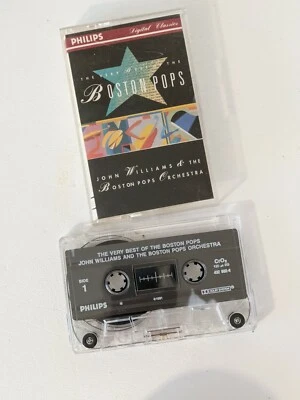 PHILIPS
Digital Classics
THE VERY BEST OF THE
BOSTON POPS
JOHN WILLIAMS & THE
BOSTON POPS ORCHESTRA
THE VERY BEST OF THE BOSTON POPS
JOHN WILLIAMS AND THE BOSTON POPS ORCHESTRA
SIDE
1
CrO2
PHILIPS